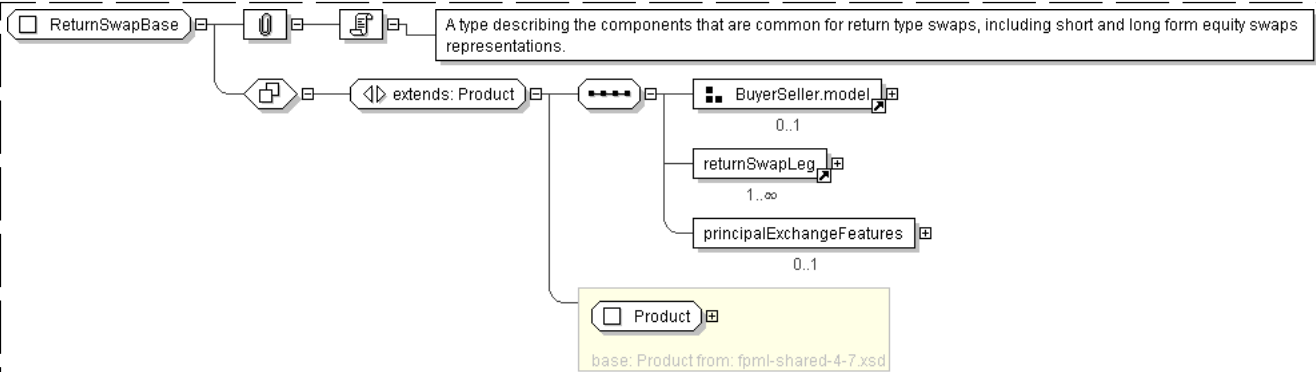 ReturnSwapBase
A type describing the components that are common for return type swaps, including short and long form equity swaps
representations.
extends: Product
BuyerSeller.model
0..1
returnSwapLeg
1..∞
principalExchangeFeatures
0..1
Product
base: Product from: fpml-shared-4-7.xsd